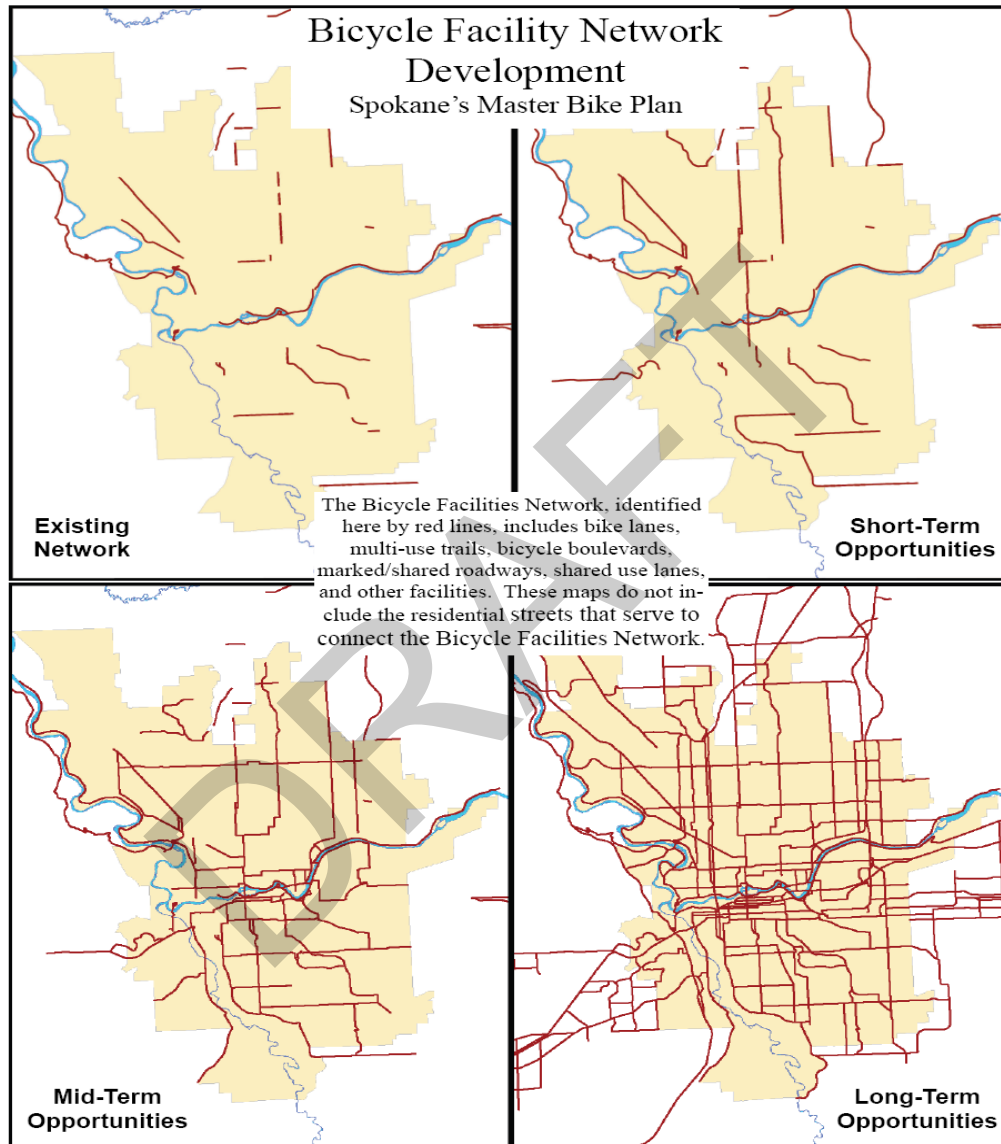 Bicycle Facility Network
Development
Spokane's Master Bike Plan
Existing
Network
Short-Term
Opportunities
The Bicycle Facilities Network, identified
here by red lines, includes bike lanes,
multi-use trails, bicycle boulevards,
marked/shared roadways, shared use lanes,
and other facilities. These maps do not in-
clude the residential streets that serve to
connect the Bicycle Facilities Network.
DRAFT
Mid-Term
Opportunities
Long-Term
Opportunities